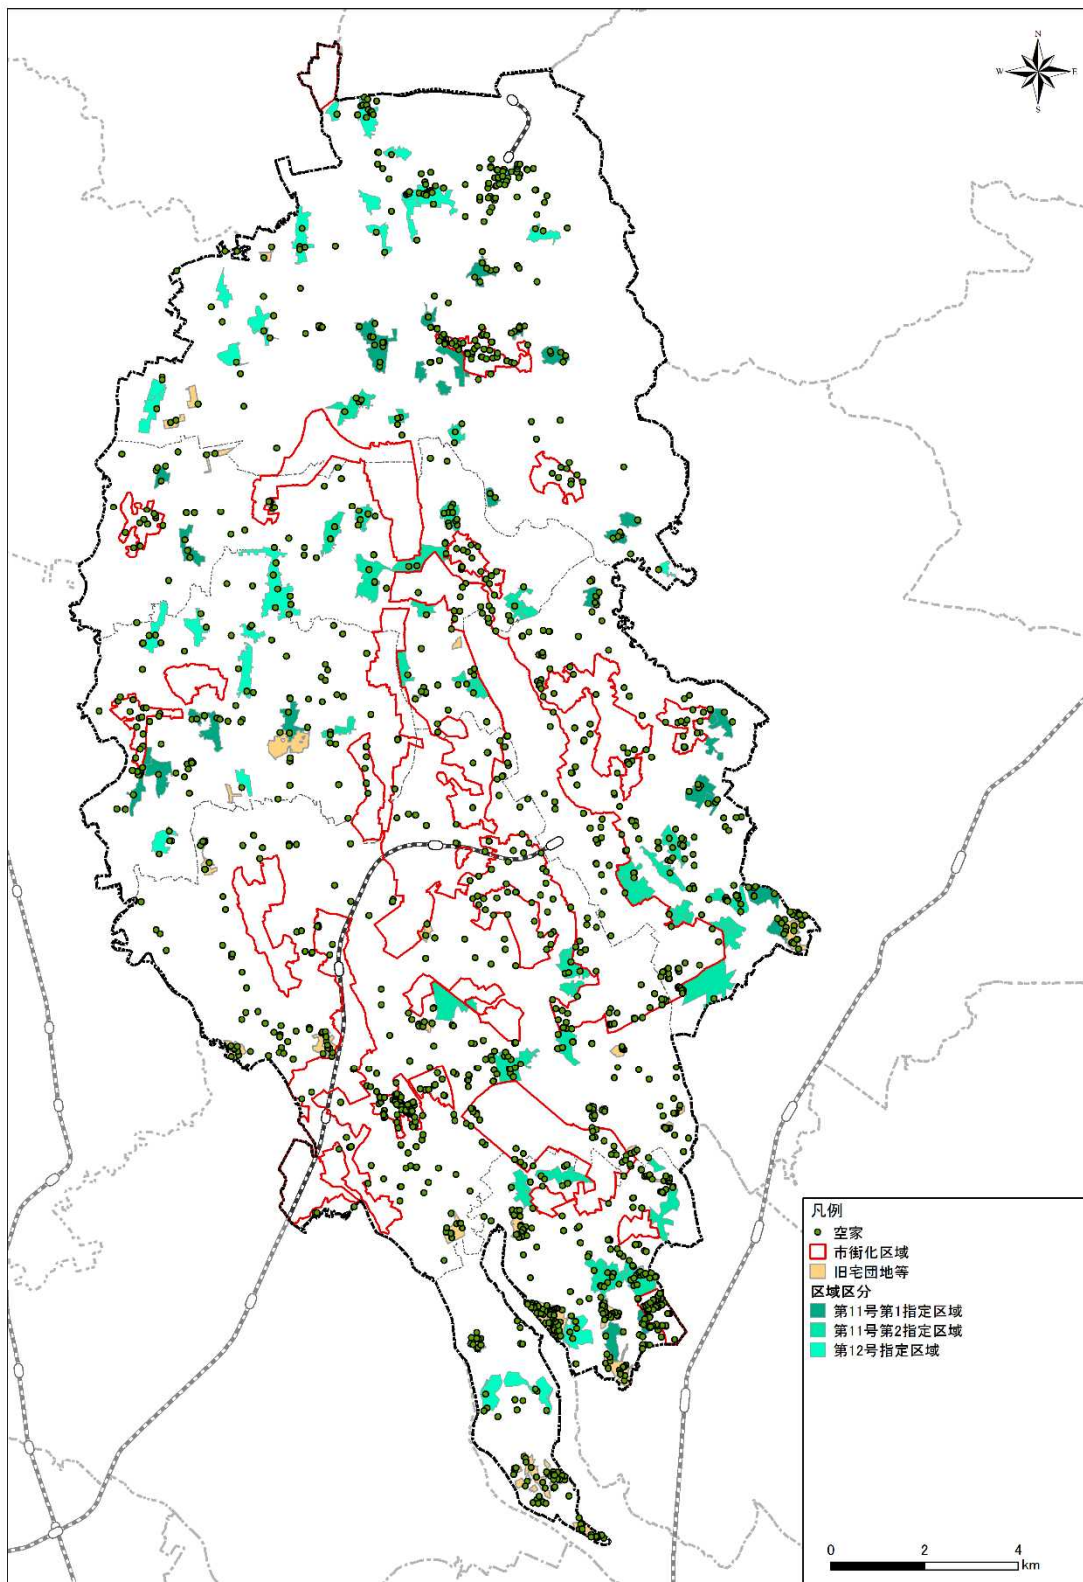 N
W E
S
凡例
空家
市街化区域
旧宅団地等
区域区分
第11号第1指定区域
第11号第2指定区域
第12号指定区域
0 2 4
km